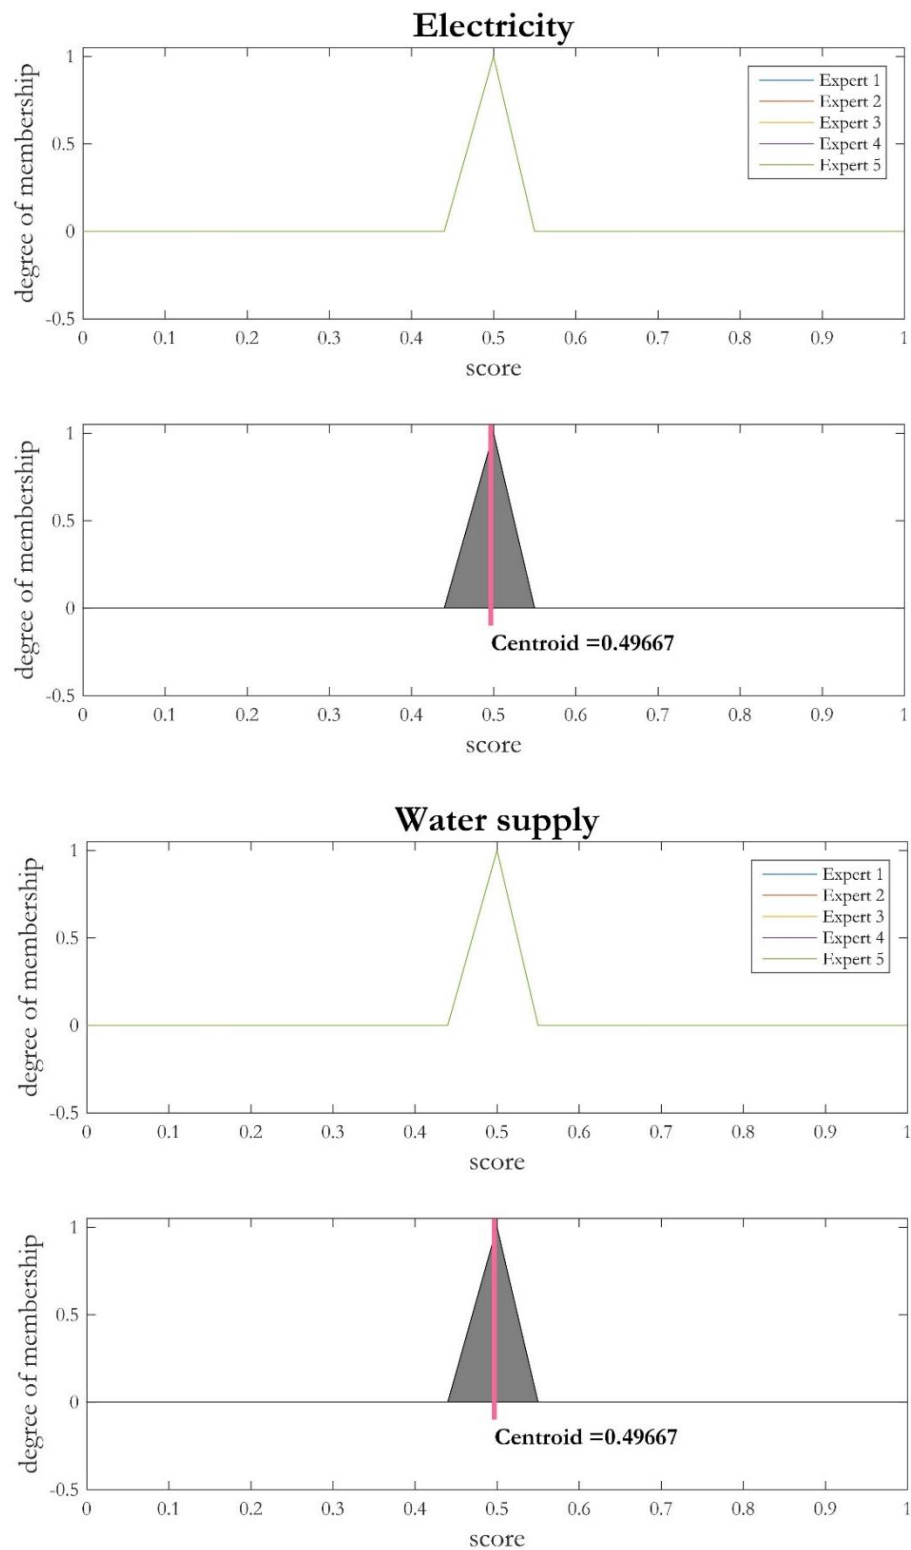 Electricity
degree of membership
1
0.5
0
-0.5
Expert 1
Expert 2
Expert 3
Expert 4
Expert 5
0 0.1 0.2 0.3 0.4 0.5 0.6 0.7 0.8 0.9 1
score
degree of membership
1
0.5
0
-0.5
Centroid =0.49667
0 0.1 0.2 0.3 0.4 0.5 0.6 0.7 0.8 0.9 1
score
Water supply
degree of membership
1
0.5
0
-0.5
Expert 1
Expert 2
Expert 3
Expert 4
Expert 5
0 0.1 0.2 0.3 0.4 0.5 0.6 0.7 0.8 0.9 1
score
degree of membership
1
0.5
0
-0.5
Centroid =0.49667
0 0.1 0.2 0.3 0.4 0.5 0.6 0.7 0.8 0.9 1
score